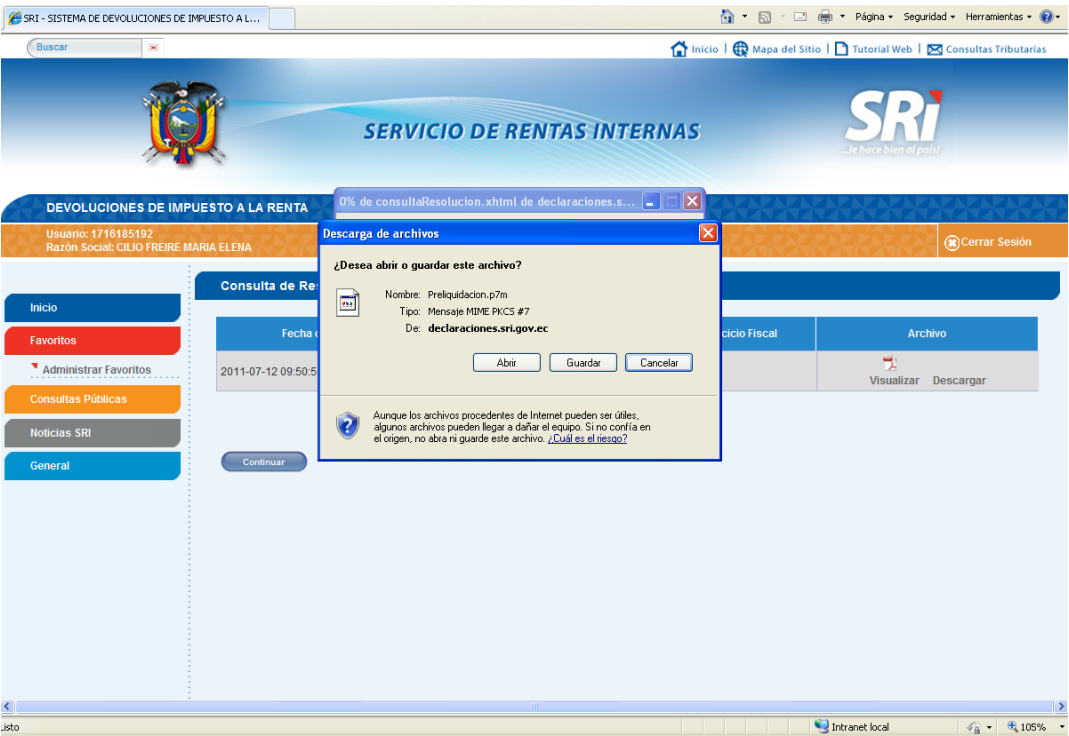 SRI - SISTEMA DE DEVOLUCIONES DE IMPUESTO A L...
Página
Seguridad
Herramientas
Buscar
Inicio | Mapa del Sitio | Tutorial Web | Consultas Tributarias
SERVICIO DE RENTAS INTERNAS
SRi
...le hace bien al país!
DEVOLUCIONES DE IMPUESTO A LA RENTA
0% de consultaResolucion.xhtml de declaraciones.s...
Usuario: 1716185192
Razón Social: CILIO FREIRE MARIA ELENA
Cerrar Sesión
Descarga de archivos
¿Desea abrir o guardar este archivo?
Nombre: Preliquidacion.p7m
Tipo: Mensaje MIME PKCS #7
De: declaraciones.sri.gov.ec
Abrir
Guardar
Cancelar
Aunque los archivos procedentes de Internet pueden ser útiles,
algunos archivos pueden llegar a dañar el equipo. Si no confía en
el origen, no abra ni guarde este archivo. ¿Cuál es el riesgo?
Inicio
Favoritos
Administrar Favoritos
Consultas Públicas
Noticias SRI
General
Consulta de Re
Fecha
cicio Fiscal
Archivo
2011-07-12 09:50:5
Visualizar
Descargar
Continuar
Listo
Intranet local
105%